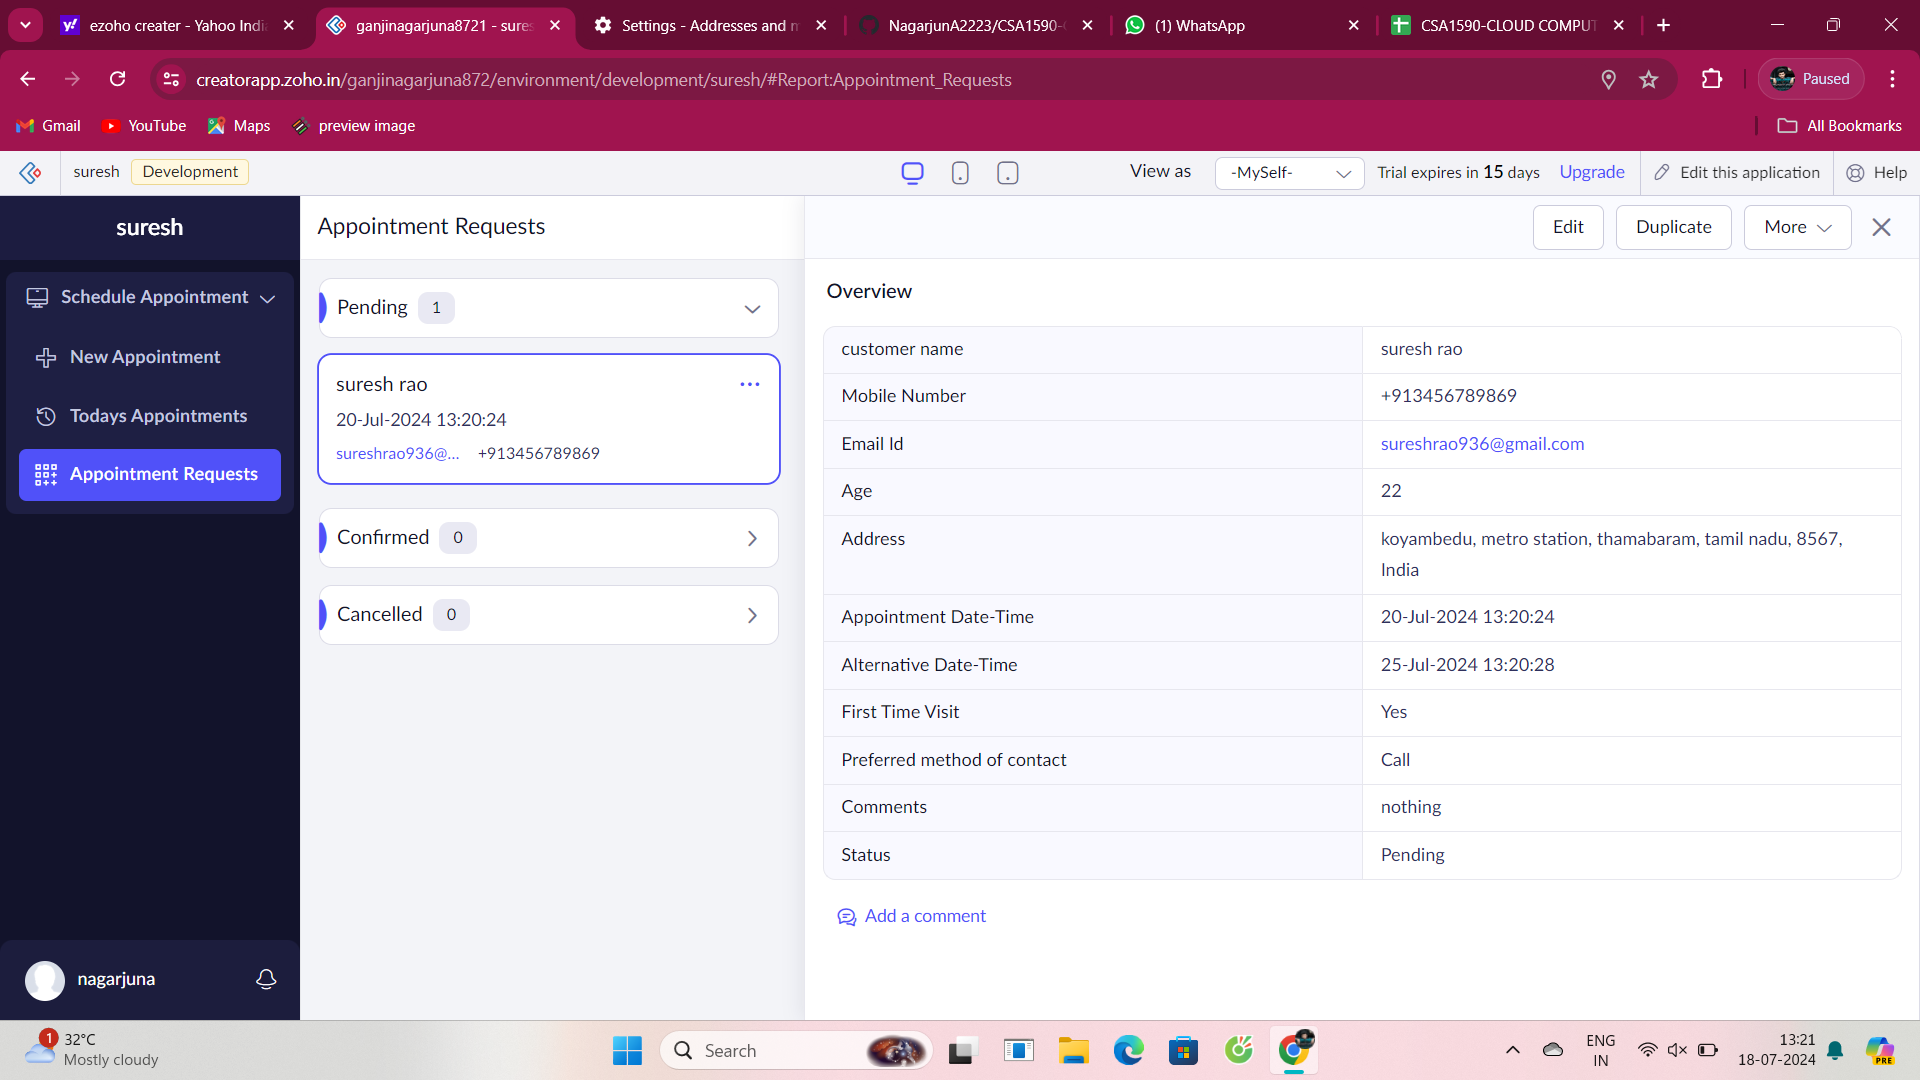 ezoho creater - Yahoo Indi
ganjinagarjuna8721 - sures
Settings - Addresses and m
NagarjunA2223/CSA1590-C
(1) WhatsApp
CSA1590-CLOUD COMPUT
creatorapp.zoho.in/ganjinagarjuna872/environment/development/suresh/#Report:Appointment_Requests
Paused
Gmail
YouTube
Maps
preview image
All Bookmarks
suresh
Development
View as
-MySelf-
Trial expires in 15 days
Upgrade
Edit this application
Help
suresh
Schedule Appointment
New Appointment
Todays Appointments
Appointment Requests
nagarjuna
Appointment Requests
Pending 1
suresh rao
20-Jul-2024 13:20:24
sureshrao936@... +913456789869
Confirmed 0
Cancelled 0
Edit
Duplicate
More
Overview
customer name suresh rao
Mobile Number +913456789869
Email Id sureshrao936@gmail.com
Age 22
Address koyambedu, metro station, thamabaram, tamil nadu, 8567,
India
Appointment Date-Time 20-Jul-2024 13:20:24
Alternative Date-Time 25-Jul-2024 13:20:28
First Time Visit Yes
Preferred method of contact Call
Comments nothing
Status Pending
Add a comment
1
32°C
Mostly cloudy
Search
ENG
IN
13:21
18-07-2024
PRE